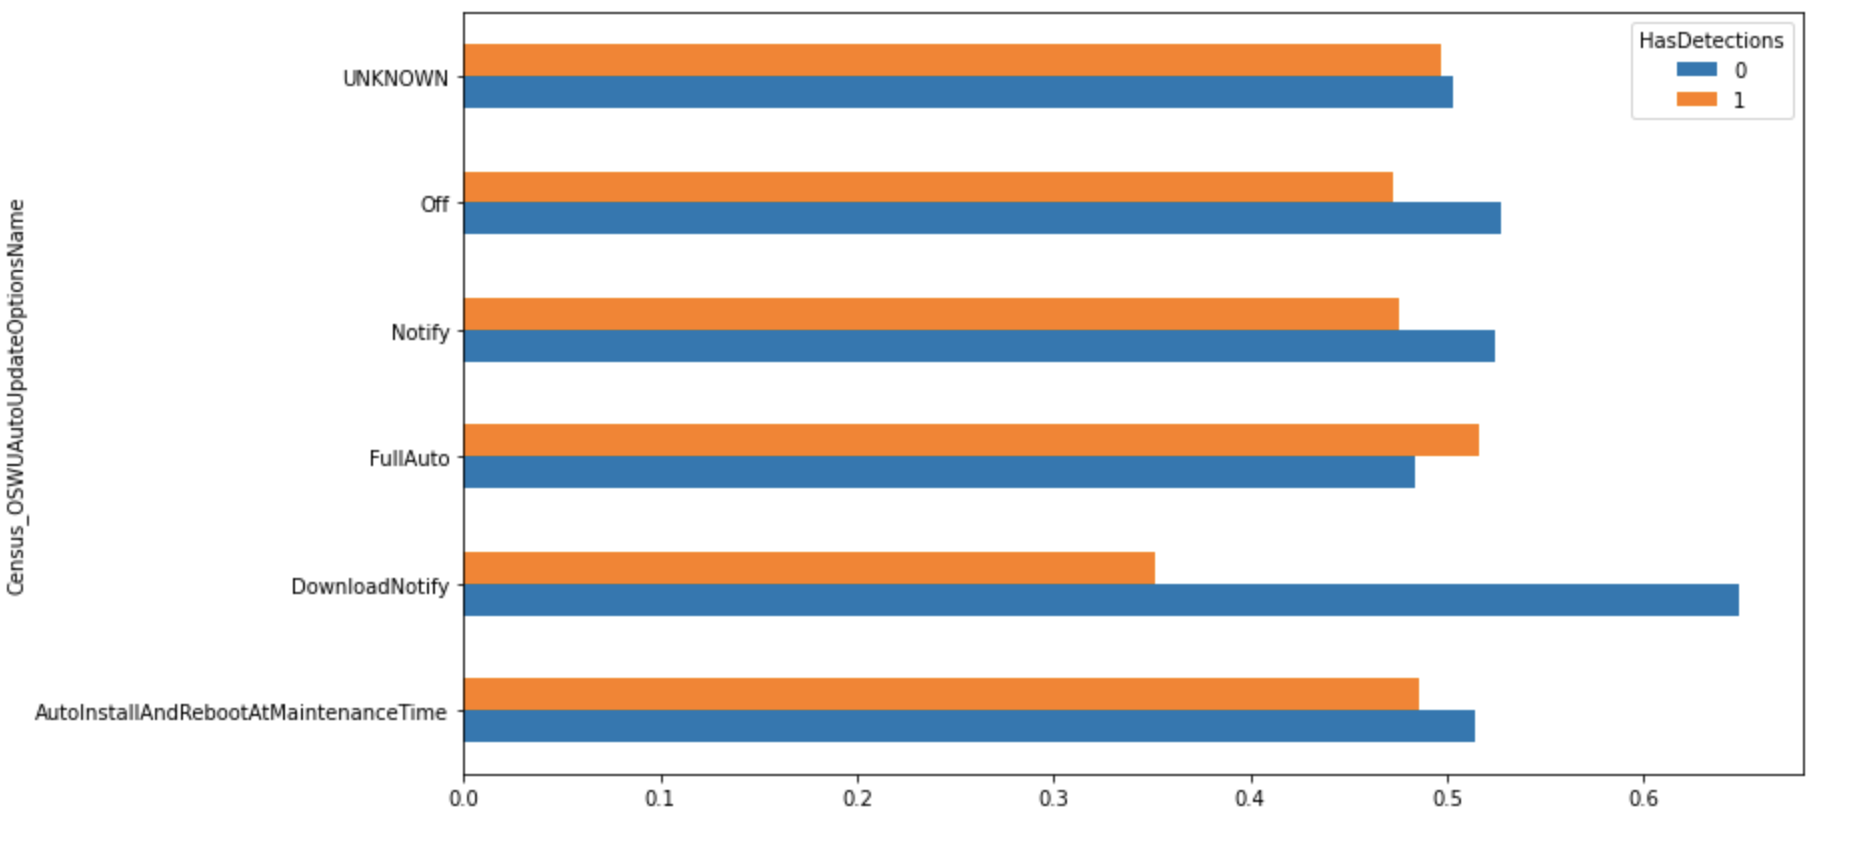 HasDetections
0
1
UNKNOWN
Off
Notify
FullAuto
DownloadNotify
AutoInstallAndRebootAtMaintenanceTime
Census_OSWUAutoUpdateOptionsName
0.0 0.1 0.2 0.3 0.4 0.5 0.6